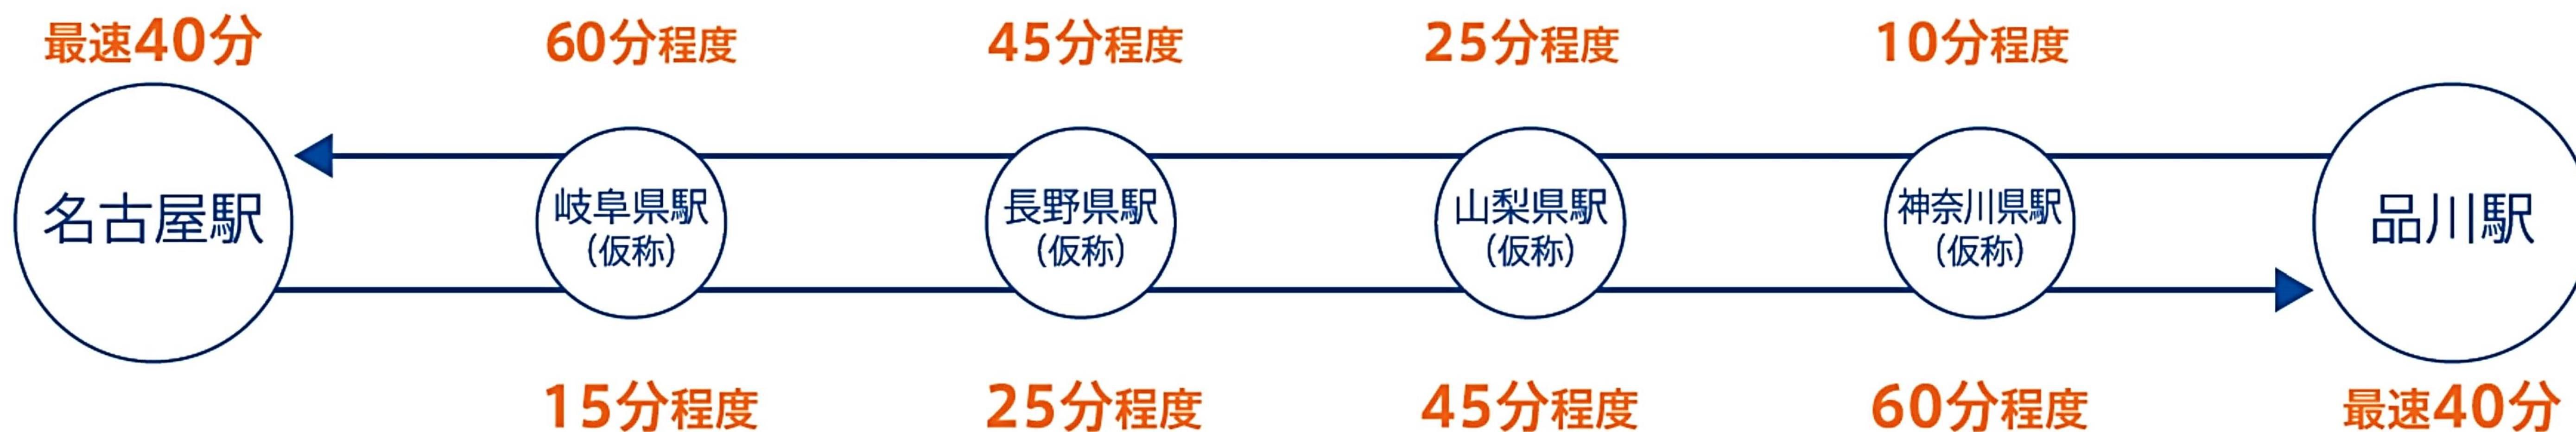 最速40分
60分程度
45分程度
25分程度
10分程度
名古屋駅
岐阜県駅
(仮称)
長野県駅
(仮称)
山梨県駅
(仮称)
神奈川県駅
(仮称)
品川駅
15分程度
25分程度
45分程度
60分程度
最速40分